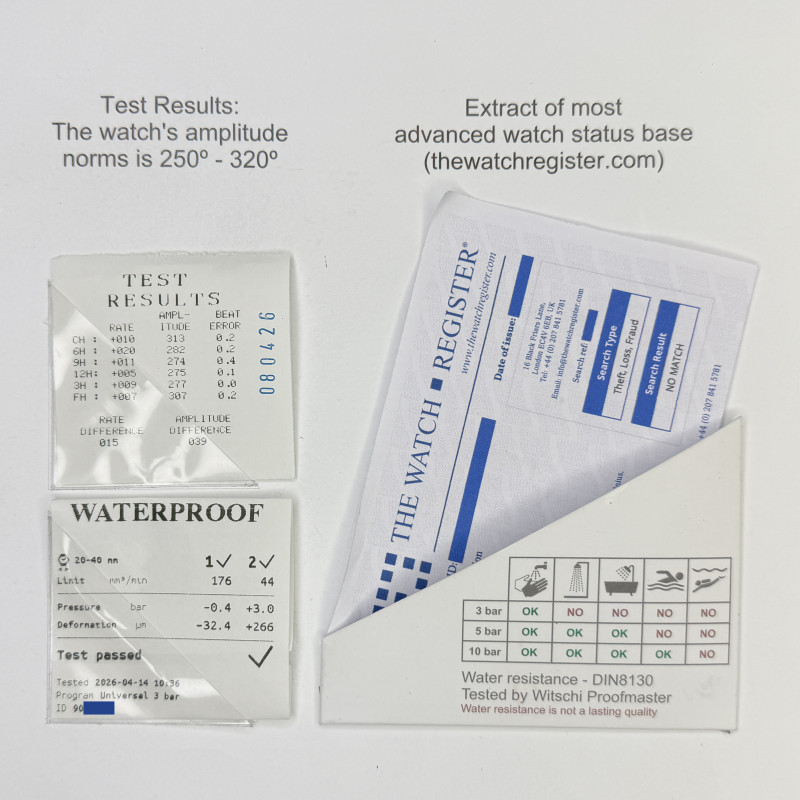 Test Results:
The watch's amplitude
norms is 250º - 320º
Extract of most
advanced watch status base
(thewatchregister.com)
TEST
RESULTS
AMPL- BEAT
RATE ITUDE ERROR
CH : +010 313 0.2
6H : +020 282 0.2
9H : +011 274 0.4
12H : +005 275 0.1
3H : +009 277 0.0
FH : +007 307 0.2
RATE AMPLITUDE
DIFFERENCE DIFFERENCE
015 039
080426
WATERPROOF
20-40 mm 1✓ 2✓
Limit mm³/min 176 44
Pressure bar -0.4 +3.0
Deformation µm -32.4 +266
Test passed ✓
Tested 2026-04-14 10:36
Program Universal 3 bar
ID 90
THE WATCH REGISTER®
www.thewatchregister.com
Date of issue:
16 Black Friars Lane,
London EC4V 6EB, UK
Tel: +44 (0) 207 841 5781
Email: info@thewatchregister.com
Search ref:
Search Type
Theft, Loss, Fraud
Search Result
NO MATCH
+44 (0) 207 841 5781
3 bar OK NO NO NO NO
5 bar OK OK OK NO NO
10 bar OK OK OK OK NO
Water resistance - DIN8130
Tested by Witschi Proofmaster
Water resistance is not a lasting quality